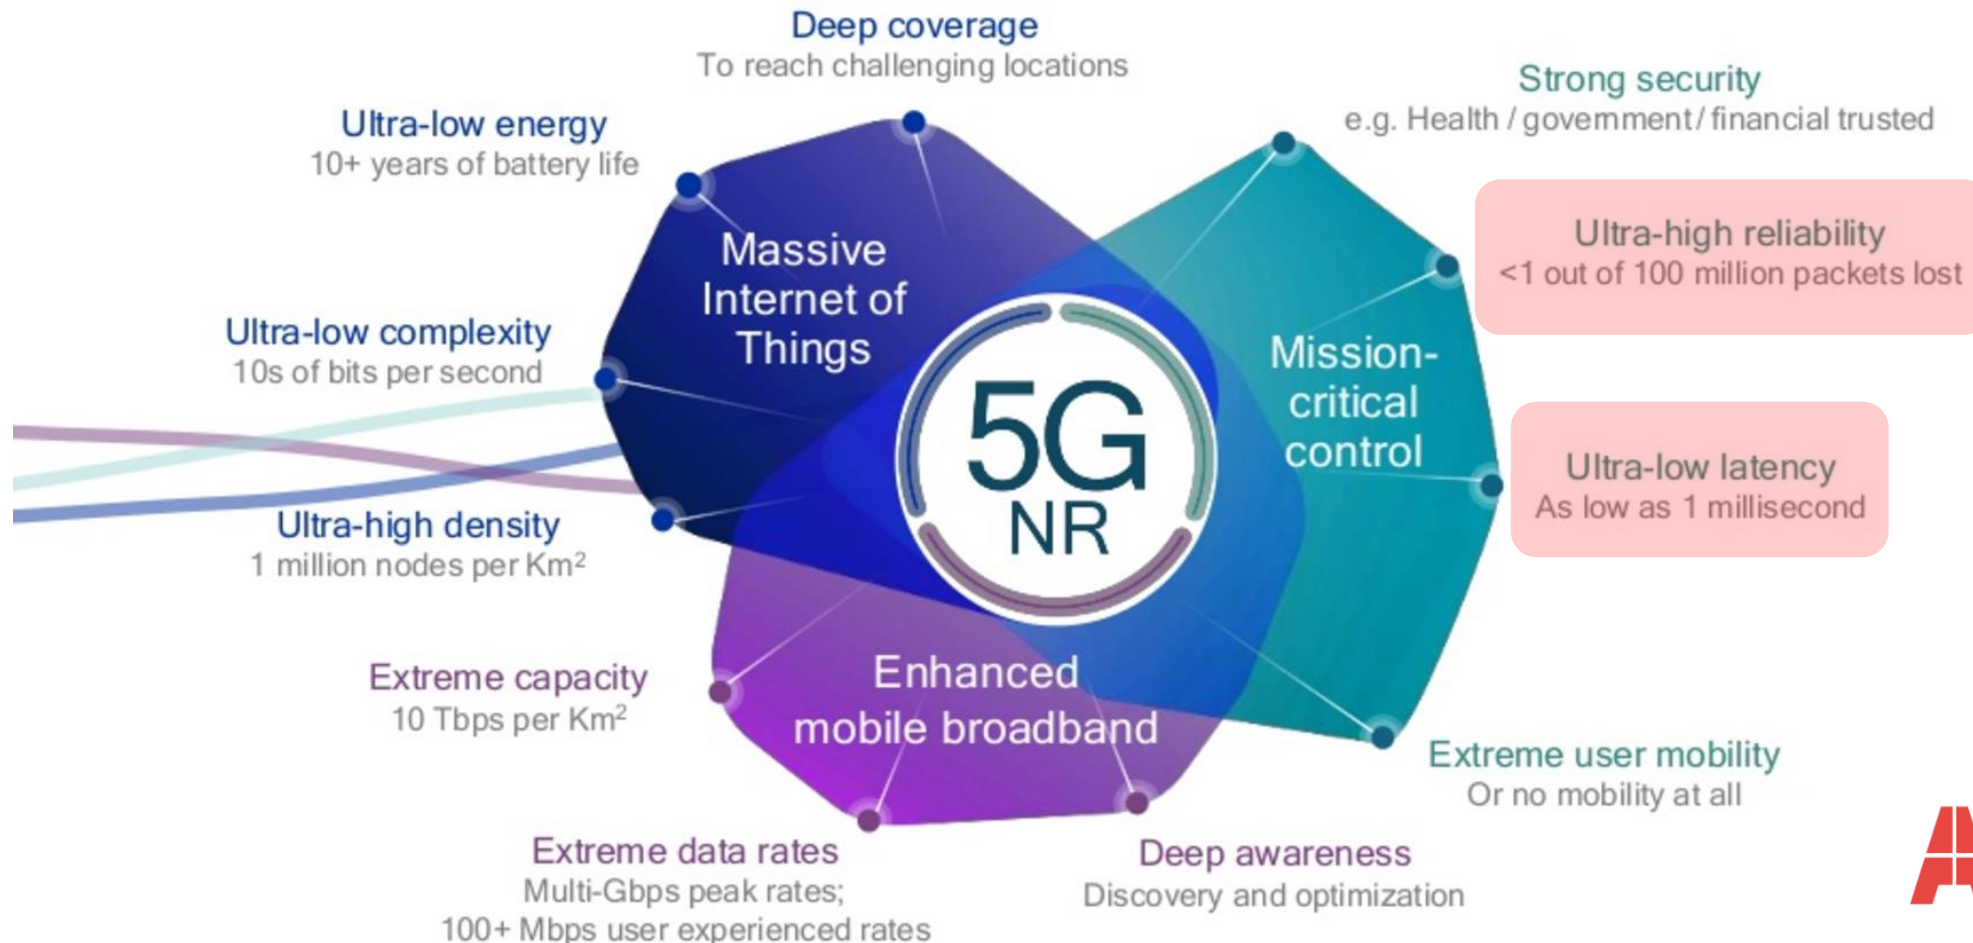 Deep coverage
To reach challenging locations
Strong security
e.g. Health / government / financial trusted
Ultra-low energy
10+ years of battery life
Ultra-high reliability
<1 out of 100 million packets lost
Massive
Internet of
Things
Ultra-low complexity
10s of bits per second
Mission-
critical
control
5G
NR
Ultra-low latency
As low as 1 millisecond
Ultra-high density
1 million nodes per Km²
Extreme capacity
10 Tbps per Km²
Enhanced
mobile broadband
Extreme user mobility
Or no mobility at all
Extreme data rates
Multi-Gbps peak rates;
100+ Mbps user experienced rates
Deep awareness
Discovery and optimization